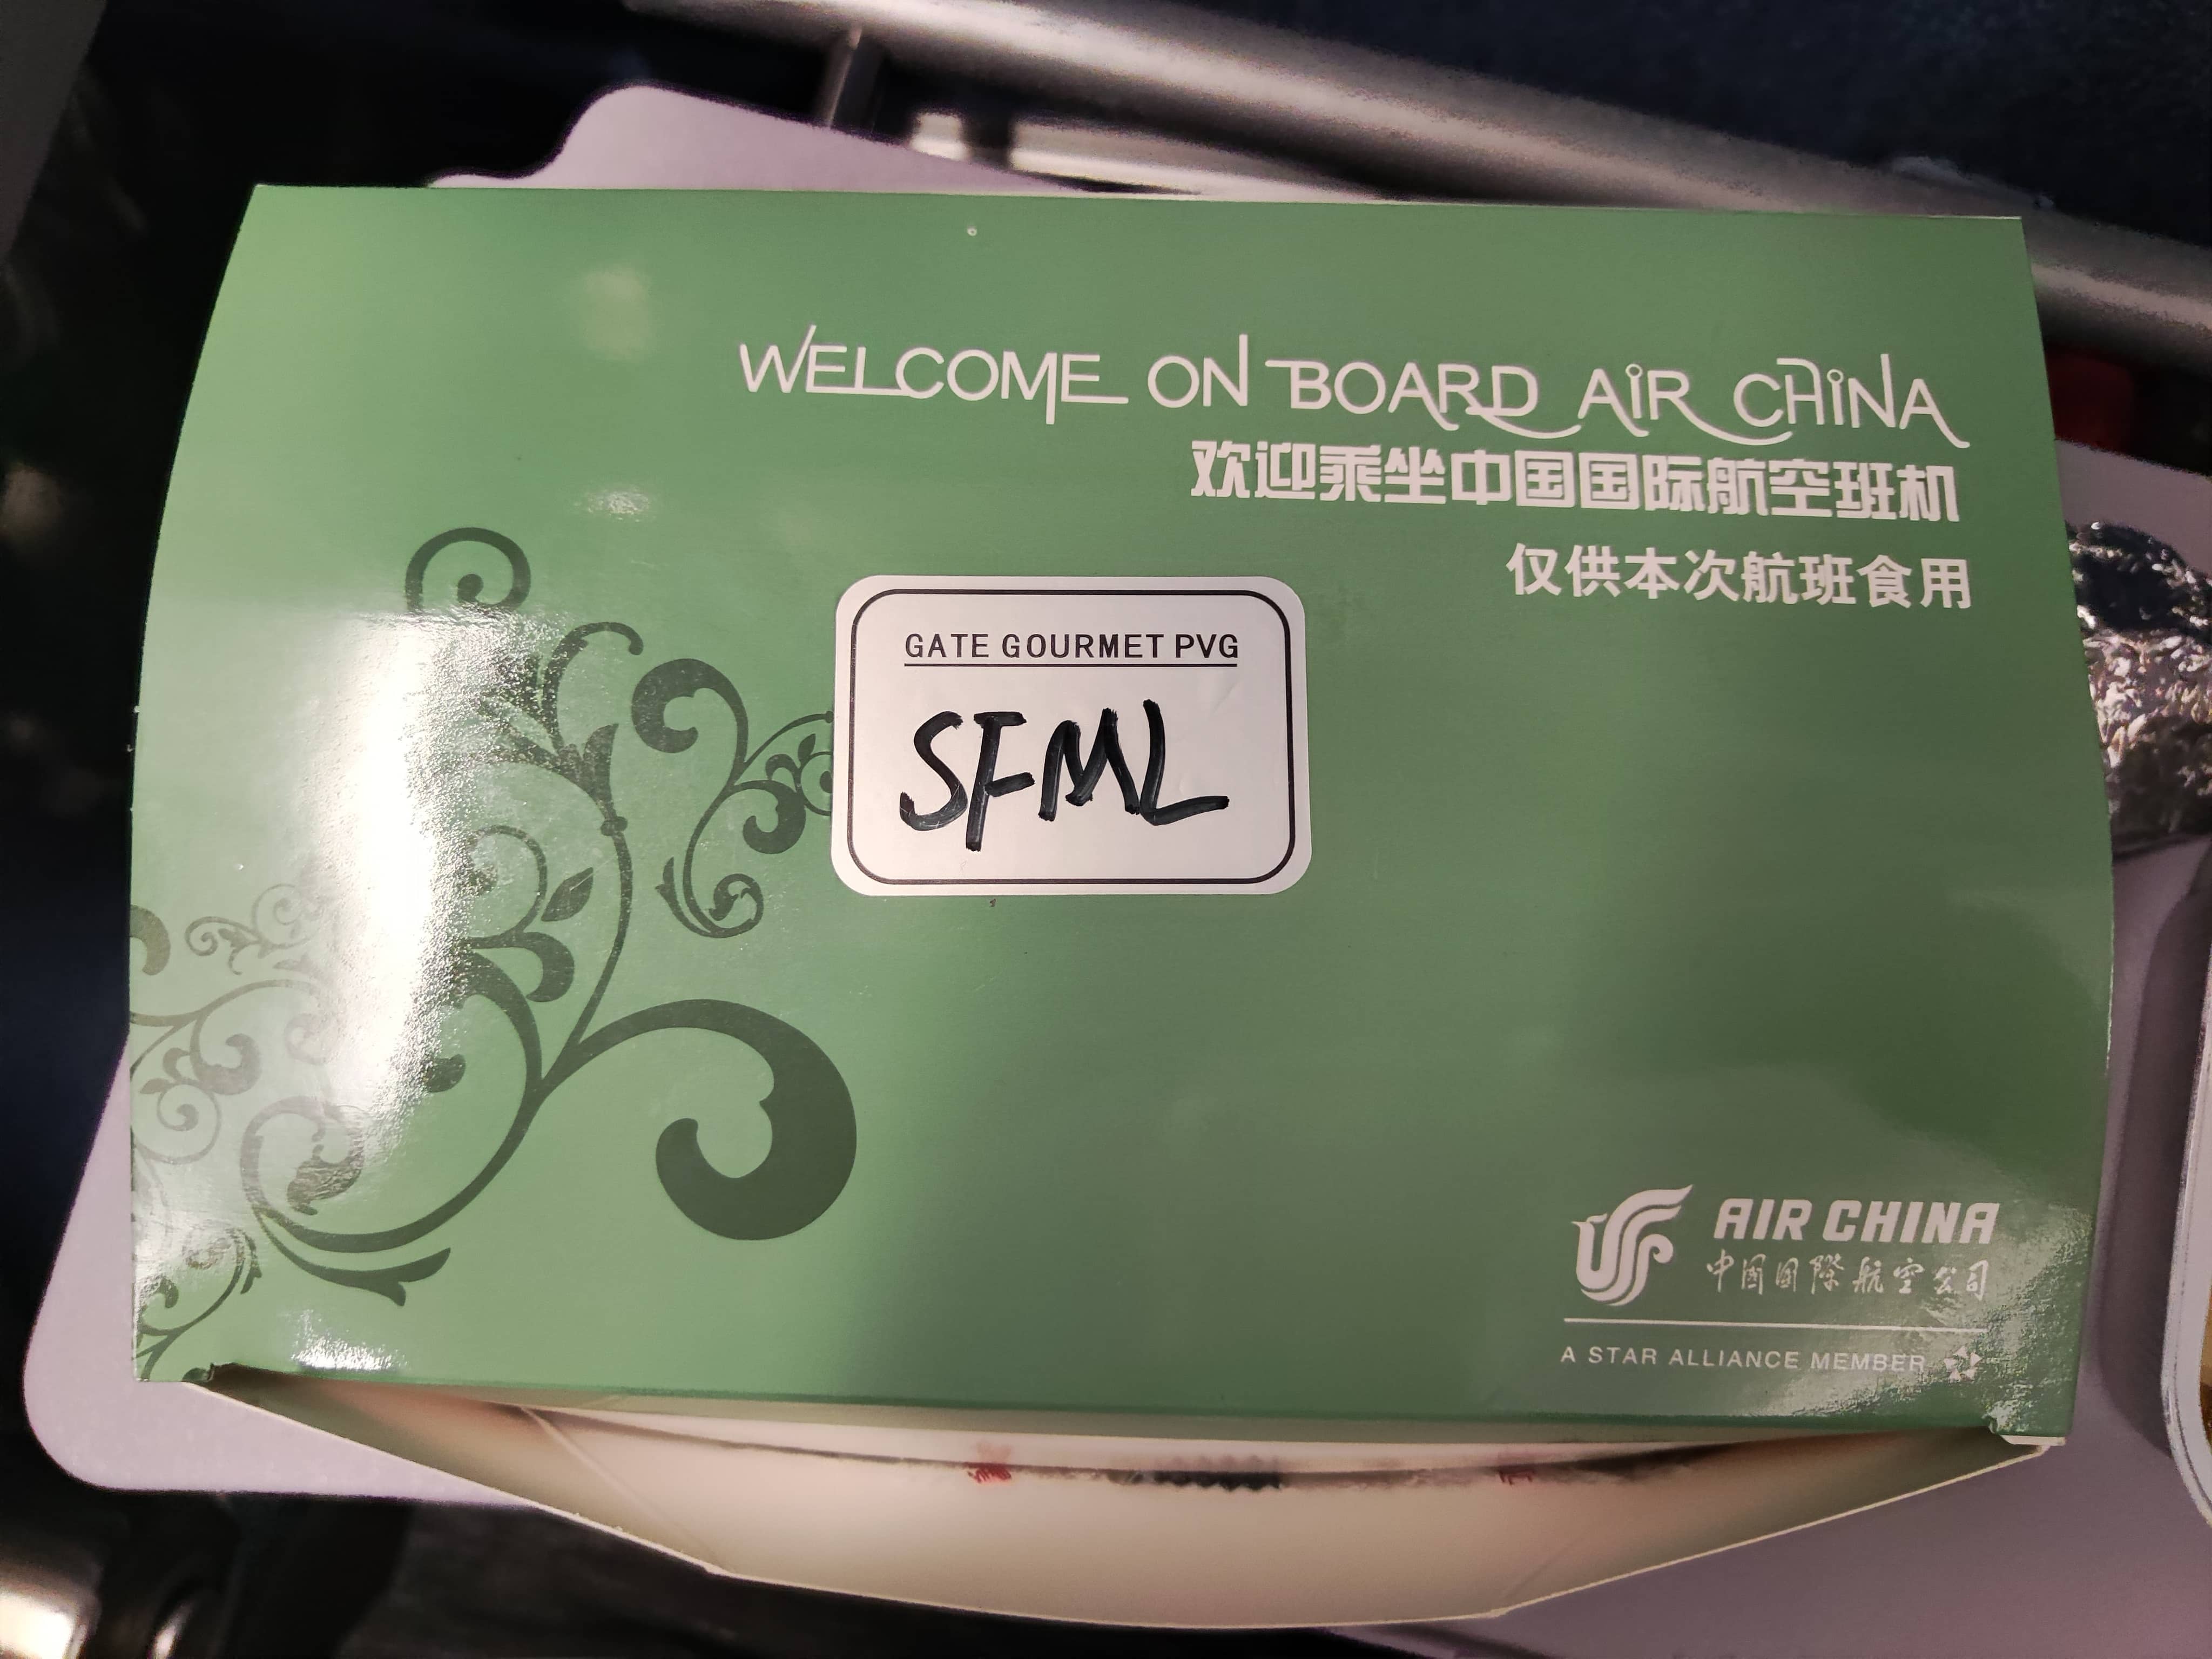 WELCOME ON BOARD AIR CHINA
欢迎乘坐中国国际航空班机
仅供本次航班食用
GATE GOURMET PVG
SFML
AIR CHINA
中国国際航空公司
A STAR ALLIANCE MEMBER